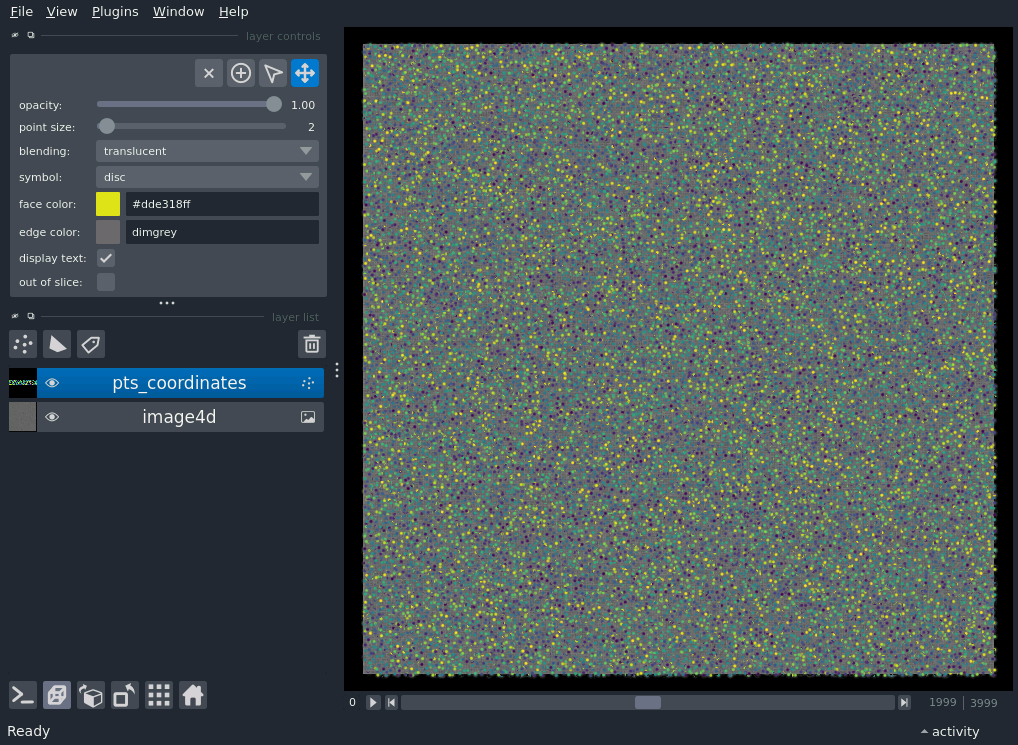 File View Plugins Window Help
layer controls
opacity: 1.00
point size: 2
blending: translucent
symbol: disc
face color: #dde318ff
edge color: dimgrey
display text:
out of slice:
layer list
pts_coordinates
image4d
0 1999 3999
Ready activity